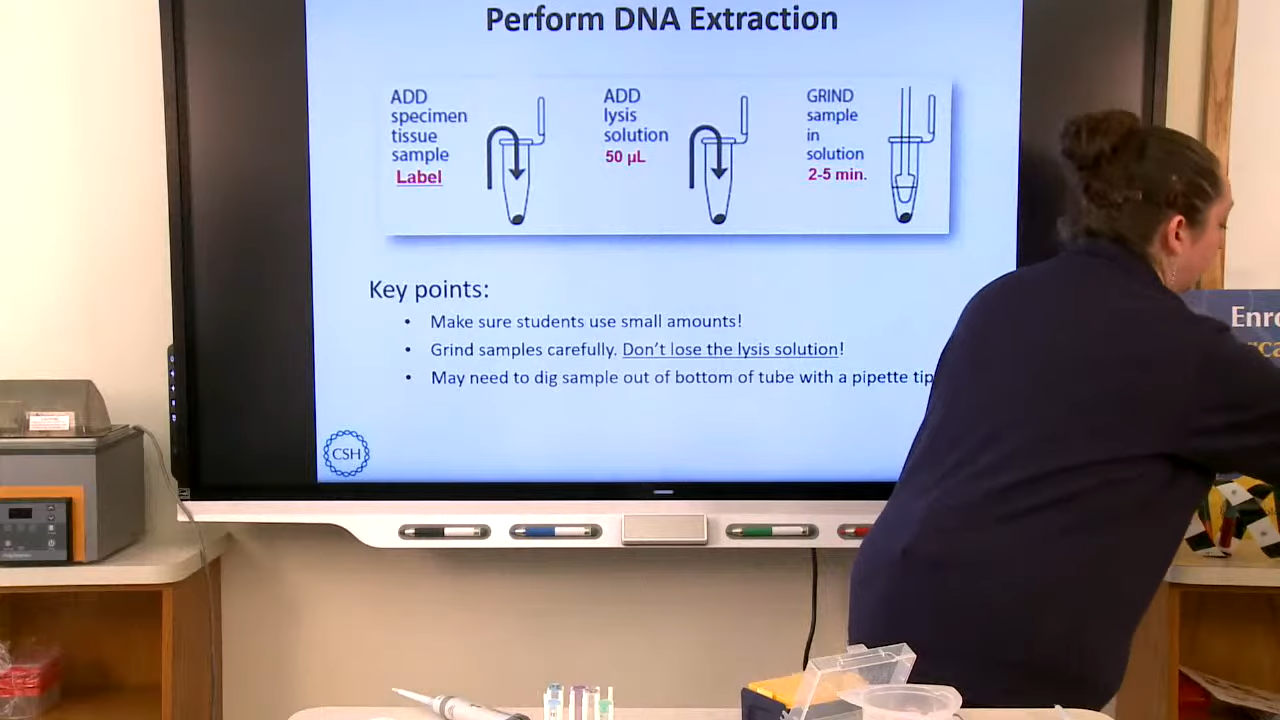 Perform DNA Extraction
ADD
specimen
tissue
sample
Label
ADD
lysis
solution
50 µL
GRIND
sample
in
solution
2-5 min.
Key points:
• Make sure students use small amounts!
• Grind samples carefully. Don't lose the lysis solution!
• May need to dig sample out of bottom of tube with a pipette tip
CSH
Enro